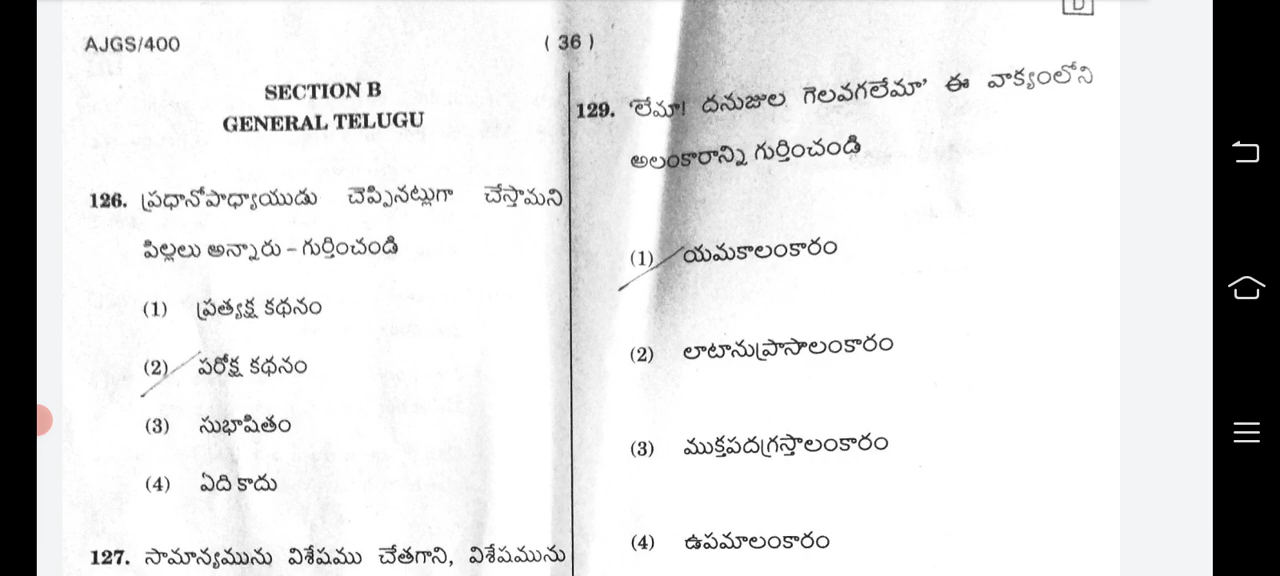 D
AJGS/400
( 36 )
SECTION B
GENERAL TELUGU
126. ప్రధానోపాధ్యాయుడు చెప్పినట్లుగా చేస్తామని
పిల్లలు అన్నారు – గుర్తించండి
(1) ప్రత్యక్ష కథనం
(2) పరోక్ష కథనం
(3) సుభాషితం
(4) ఏది కాదు
127. సామాన్యమును విశేషము చేతగాని, విశేషమును
129. 'లేమా! దనుజుల గెలవగలేమా' ఈ వాక్యంలోని
అలంకారాన్ని గుర్తించండి
(1) యమకాలంకారం
(2) లాటానుప్రాసాలంకారం
(3) ముక్తపదగ్రస్తాలంకారం
(4) ఉపమాలంకారం